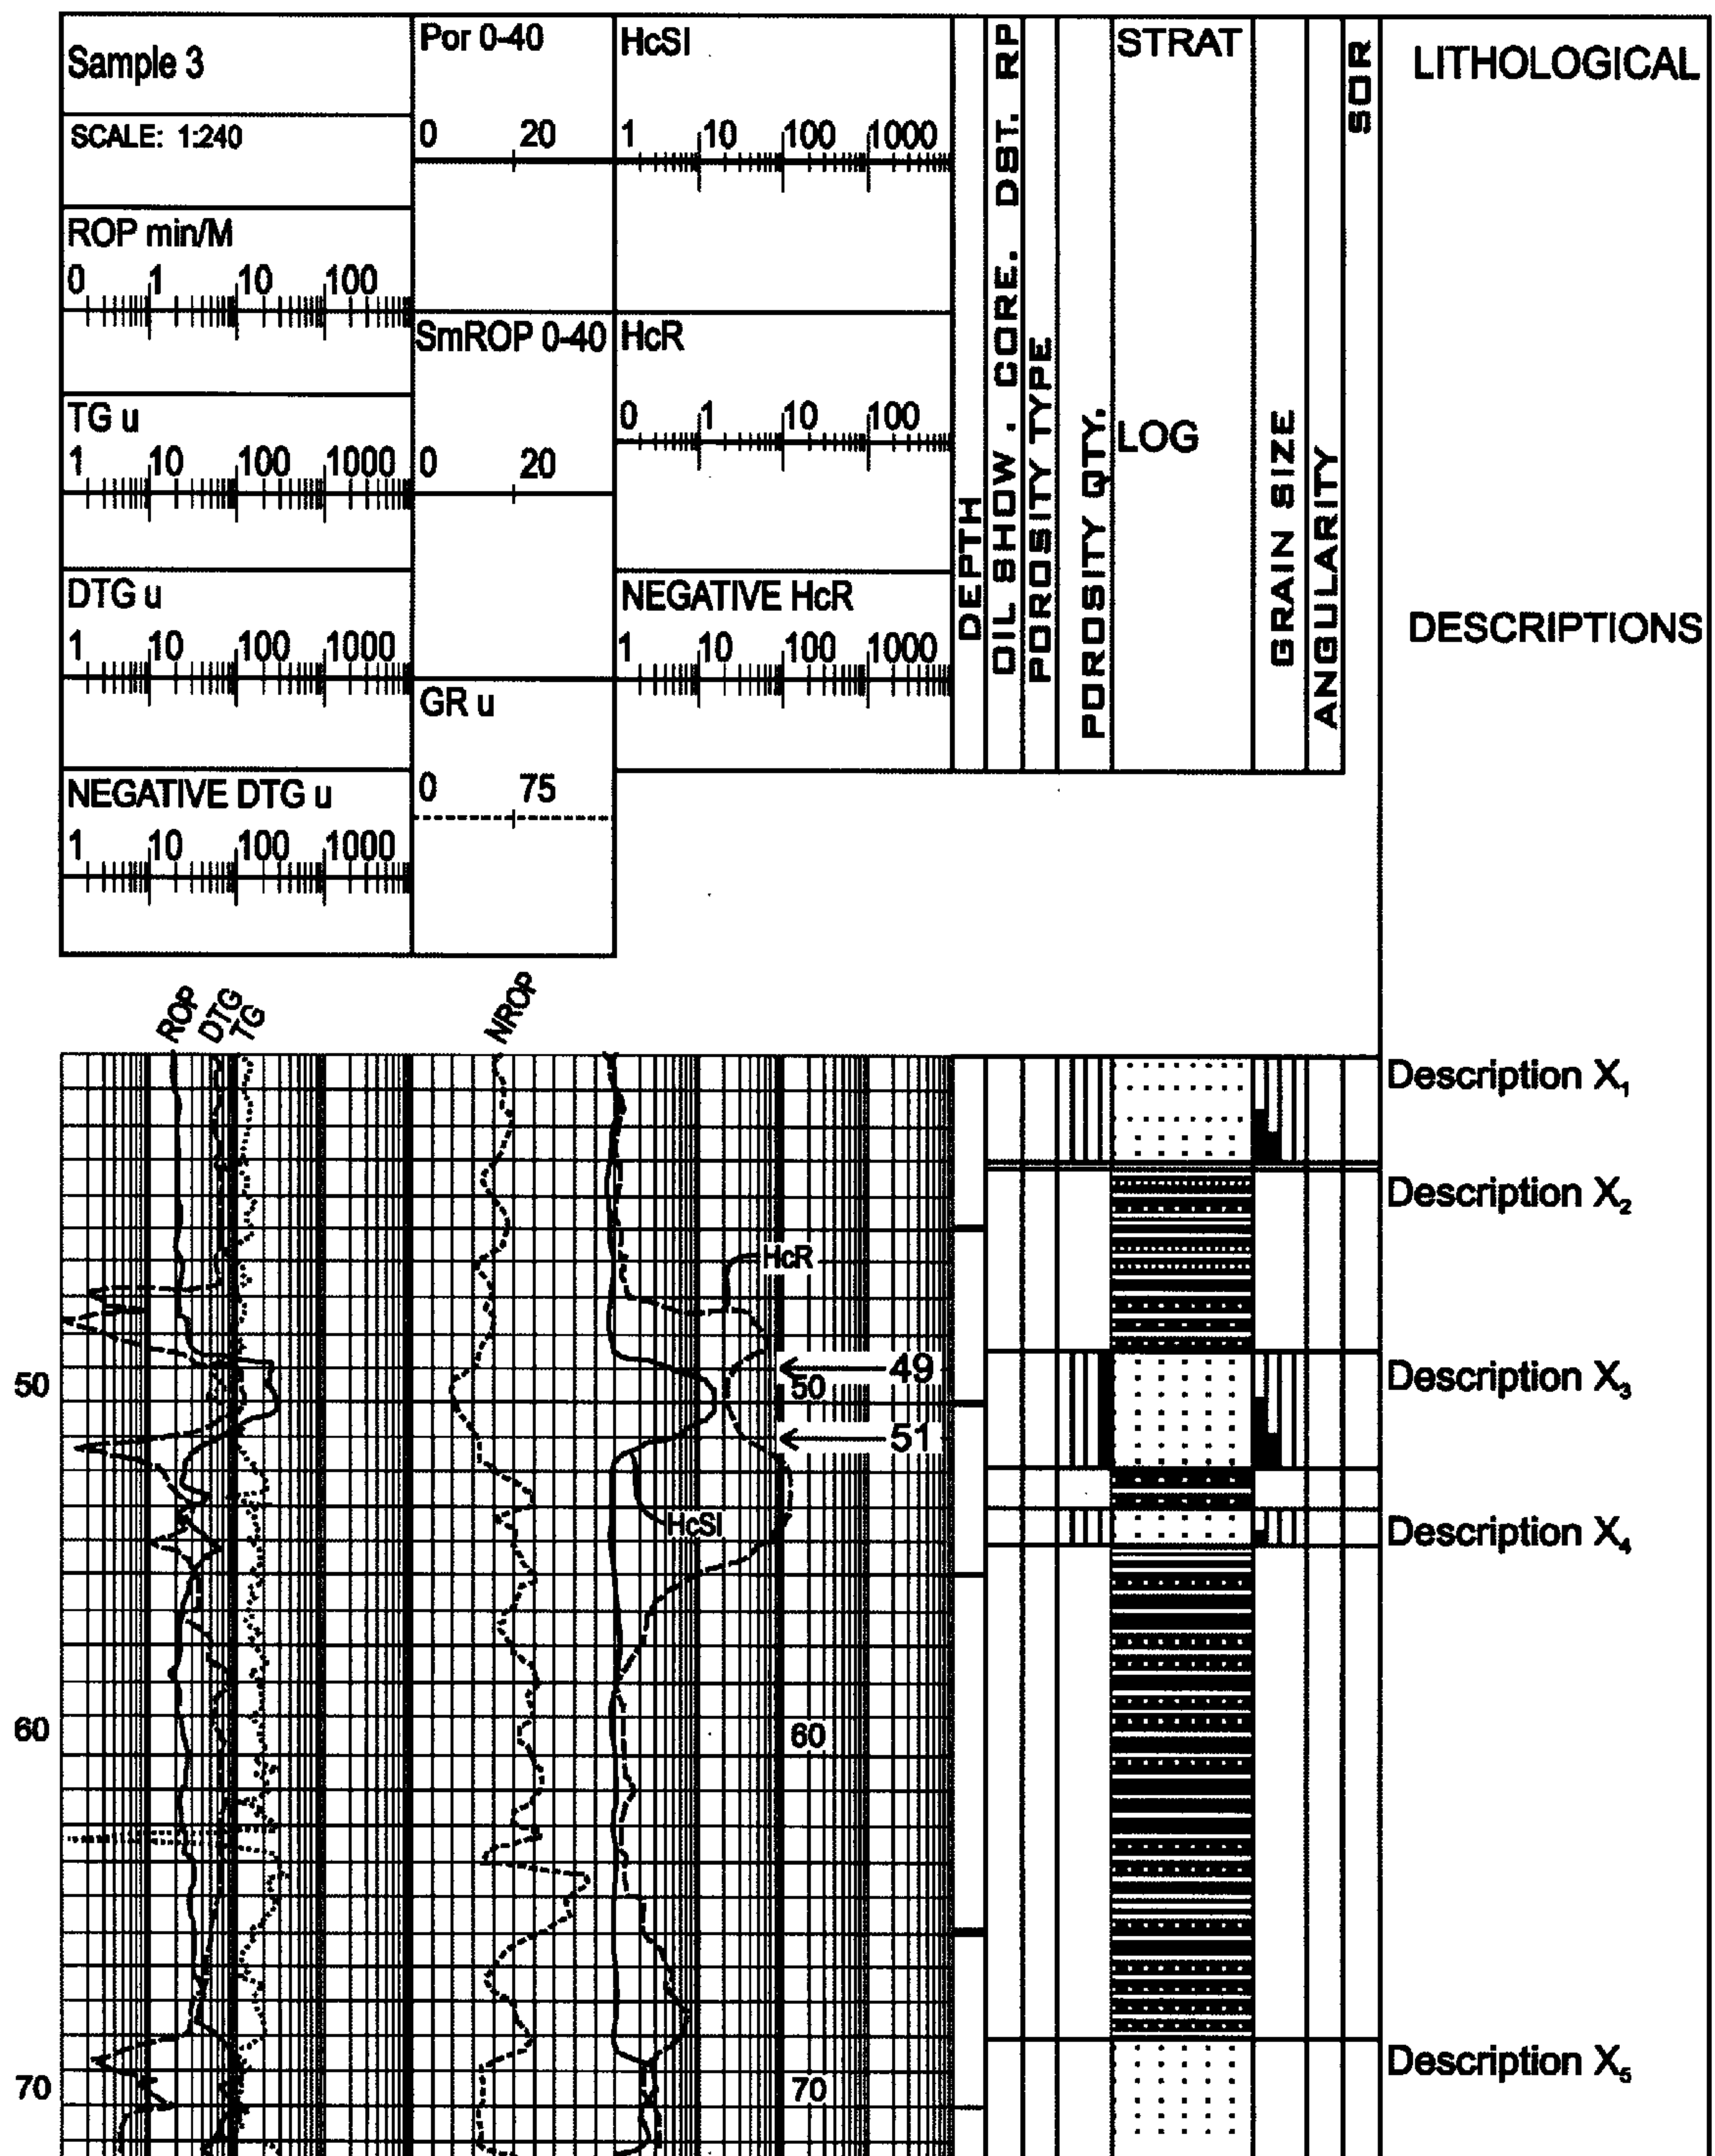 Sample 3
SCALE: 1:240
ROP min/M
0 1 10 100
TG u
1 10 100 1000
DTG u
1 10 100 1000
NEGATIVE DTG u
1 10 100 1000
Por 0-40
0 20
SmROP 0-40
0 20
GR u
0 75
HcSI
1 10 100 1000
HcR
0 1 10 100
NEGATIVE HcR
1 10 100 1000
DEPTH
OIL SHOW . CORE. DST. RP
POROSITY TYPE
POROSITY QTY.
STRAT
LOG
GRAIN SIZE
ANGULARITY
SOR
LITHOLOGICAL
DESCRIPTIONS
ROP
DTG
TG
NROP
Description X₁
Description X₂
HcR
49
50
50
Description X₃
51
HcSI
Description X₄
60
60
Description X₅
70
70